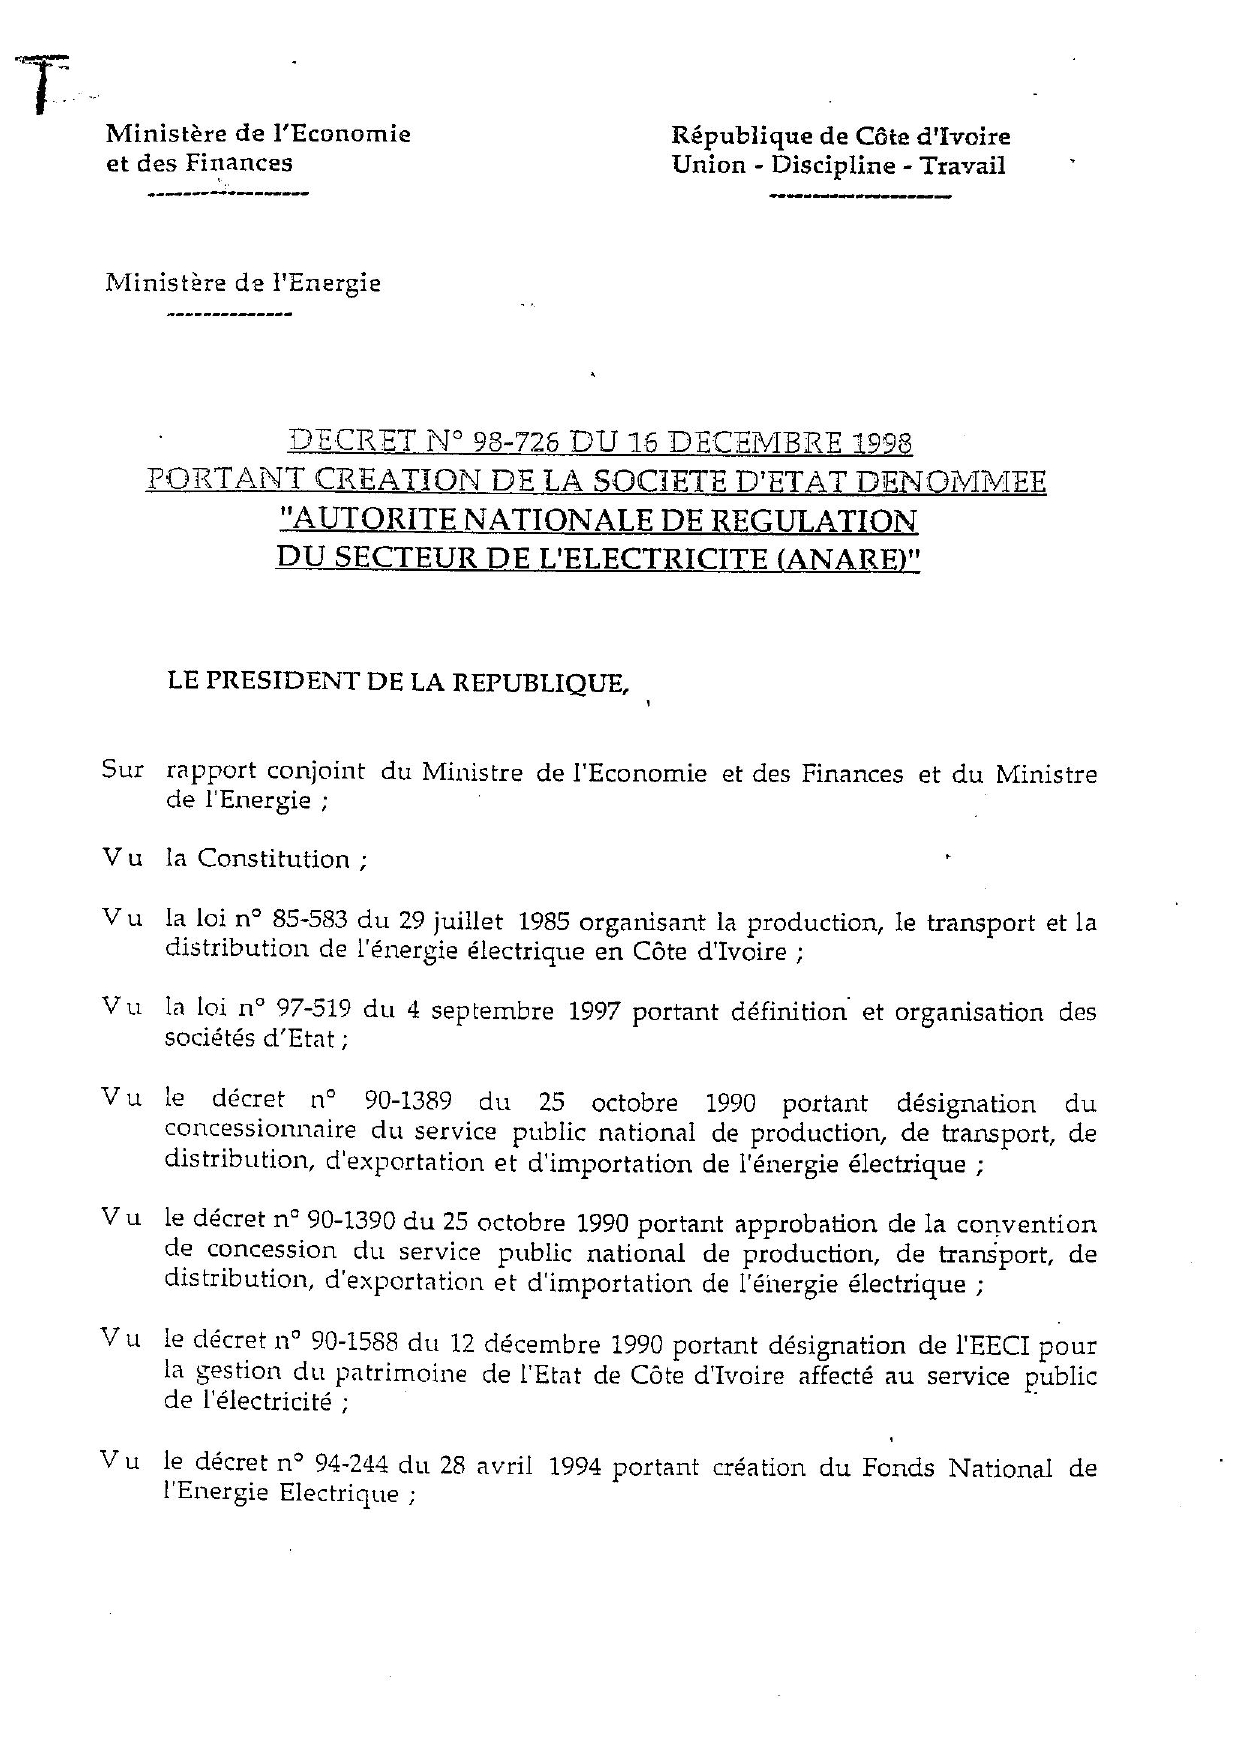 T
Ministère de l'Economie
et des Finances
République de Côte d'Ivoire
Union - Discipline - Travail
Ministère de l'Energie
DECRET N° 98-726 DU 16 DECEMBRE 1998
PORTANT CREATION DE LA SOCIETE D'ETAT DENOMMEE
"AUTORITE NATIONALE DE REGULATION
DU SECTEUR DE L'ELECTRICITE (ANARE)"
LE PRESIDENT DE LA REPUBLIQUE,
Sur rapport conjoint du Ministre de l'Economie et des Finances et du Ministre
de l'Energie ;
Vu la Constitution ;
Vu la loi n° 85-583 du 29 juillet 1985 organisant la production, le transport et la
distribution de l'énergie électrique en Côte d'Ivoire ;
Vu la loi n° 97-519 du 4 septembre 1997 portant définition et organisation des
sociétés d'Etat ;
Vu le décret n° 90-1389 du 25 octobre 1990 portant désignation du
concessionnaire du service public national de production, de transport, de
distribution, d'exportation et d'importation de l'énergie électrique ;
Vu le décret n° 90-1390 du 25 octobre 1990 portant approbation de la convention
de concession du service public national de production, de transport, de
distribution, d'exportation et d'importation de l'énergie électrique ;
Vu le décret n° 90-1588 du 12 décembre 1990 portant désignation de l'EECI pour
la gestion du patrimoine de l'Etat de Côte d'Ivoire affecté au service public
de l'électricité ;
Vu le décret n° 94-244 du 28 avril 1994 portant création du Fonds National de
l'Energie Electrique ;